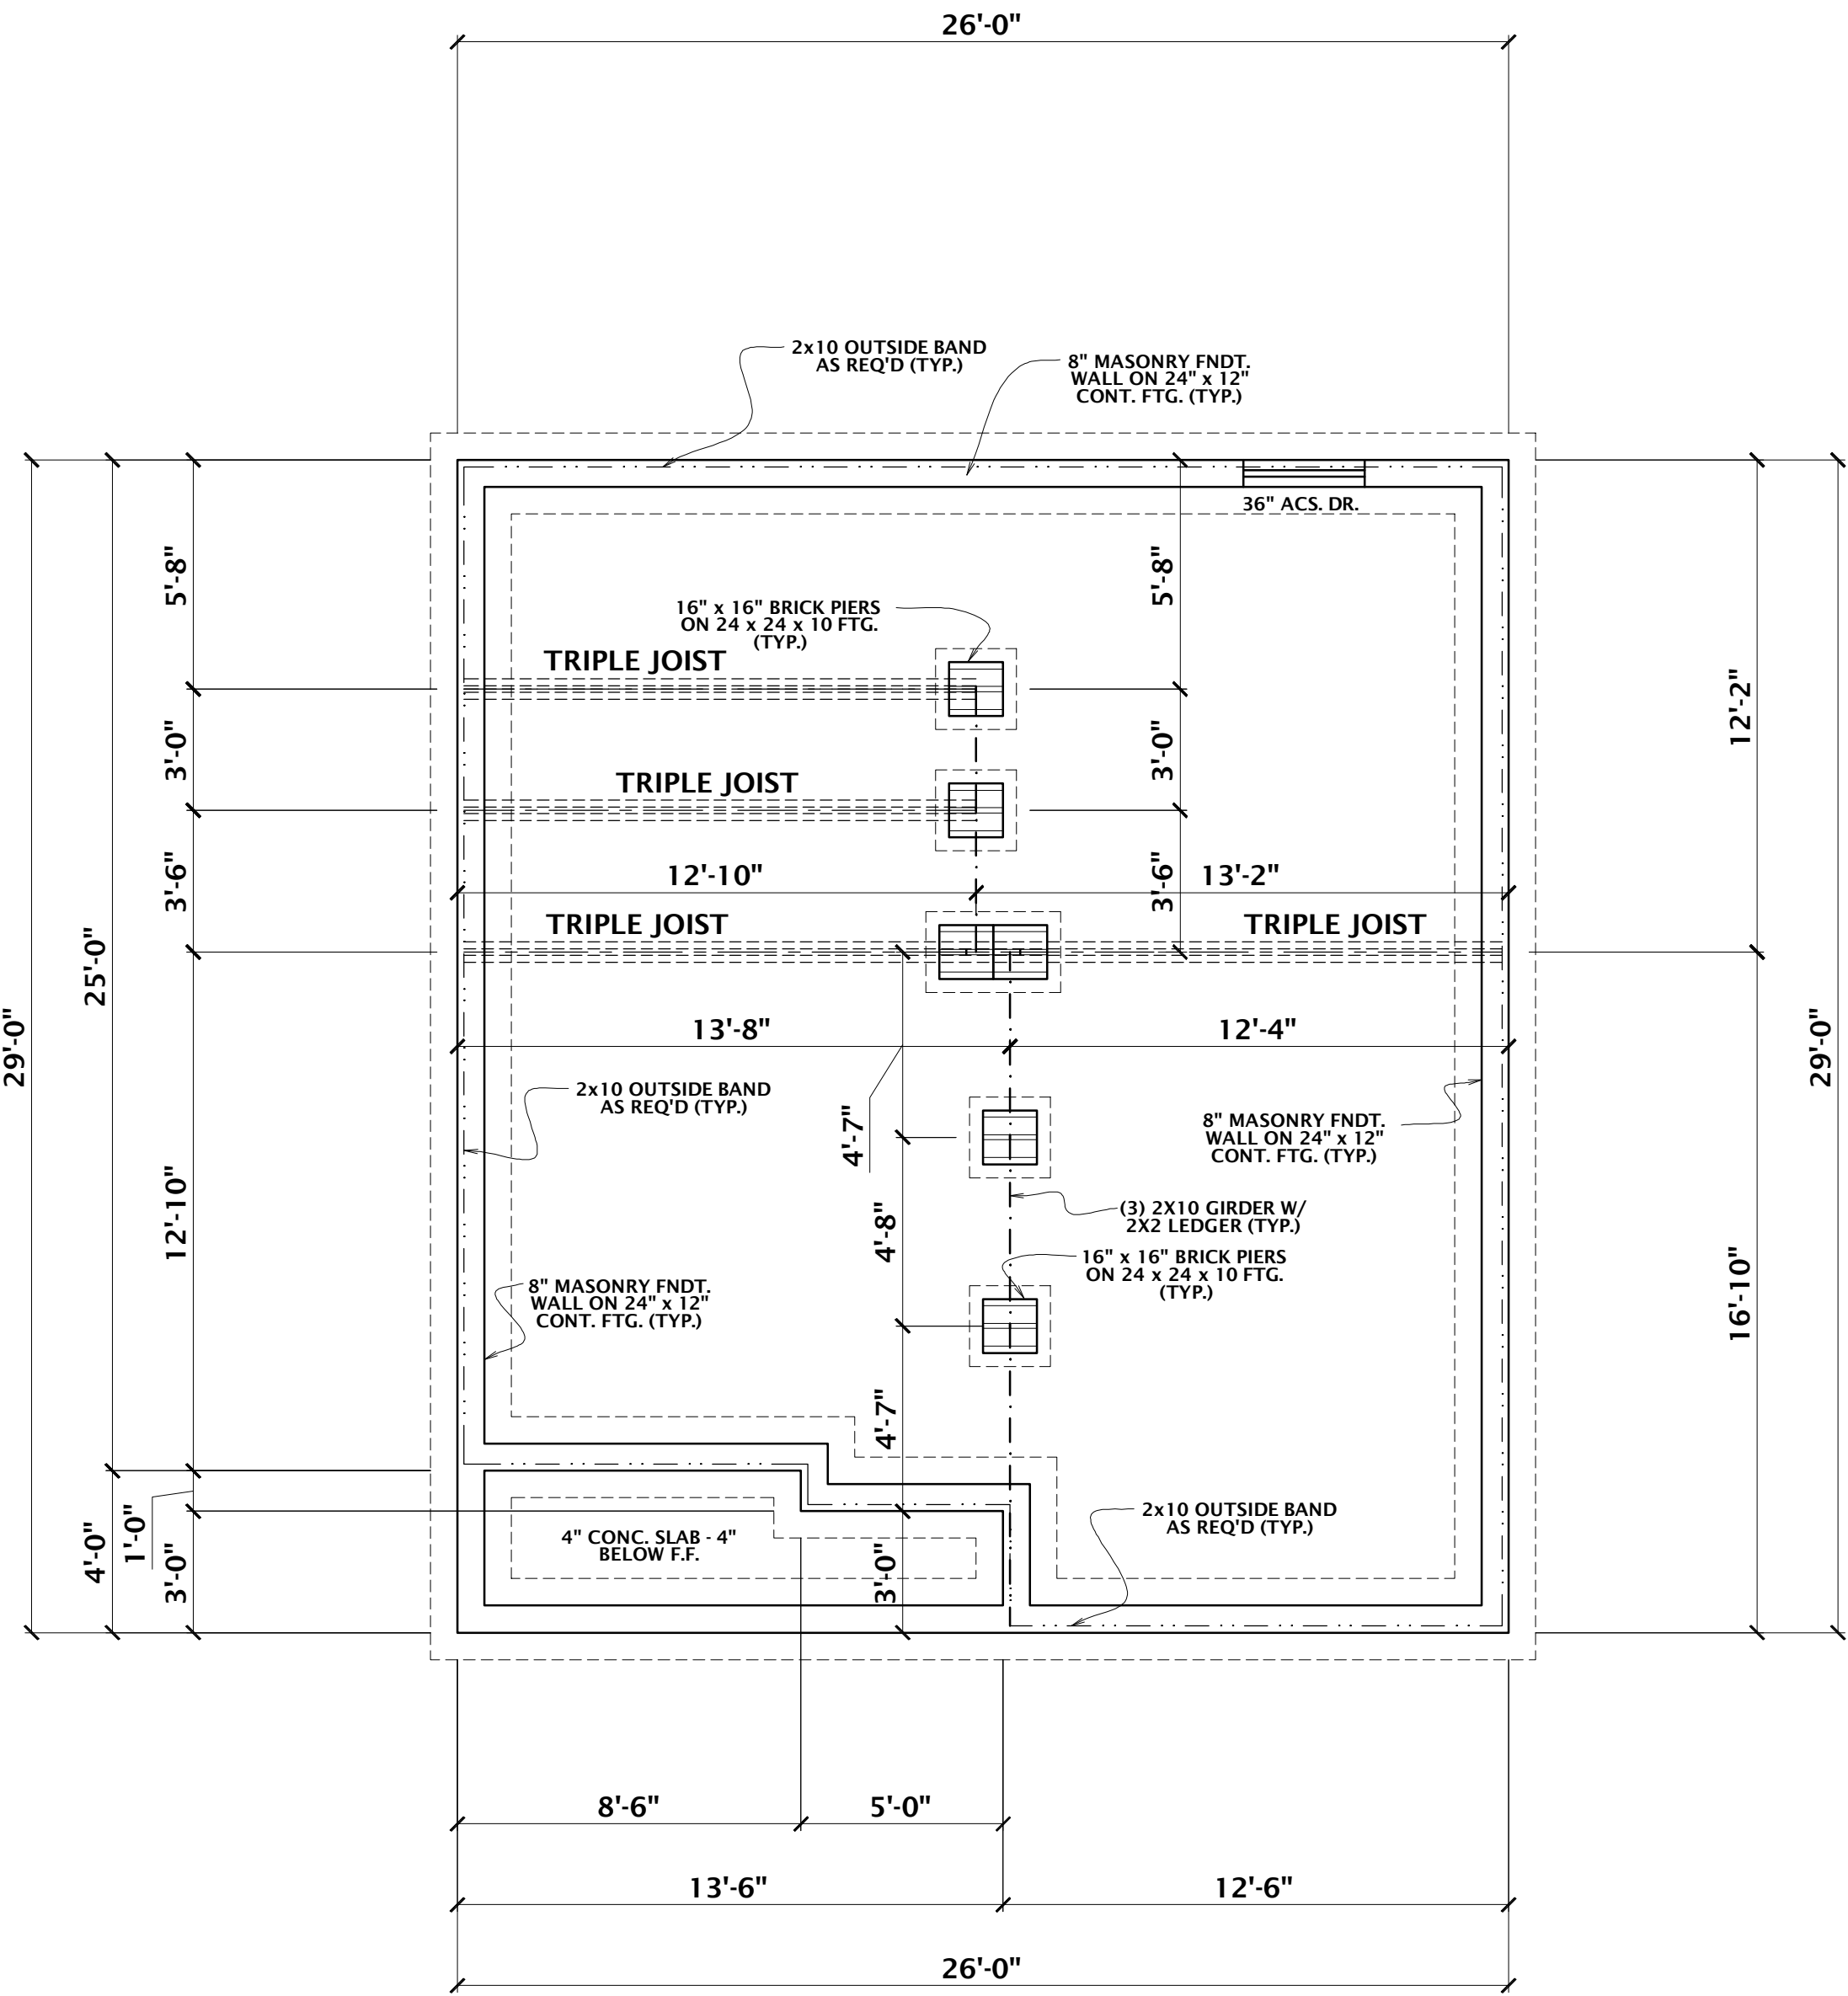 26'-0"
2x10 OUTSIDE BAND
AS REQ'D (TYP.)
8" MASONRY FNDT.
WALL ON 24" x 12"
CONT. FTG. (TYP.)
36" ACS. DR.
5'-8"
5'-8"
16" x 16" BRICK PIERS
ON 24 x 24 x 10 FTG.
(TYP.)
TRIPLE JOIST
12'-2"
3'-0"
3'-0"
TRIPLE JOIST
3'-6"
12'-10"
3'-6"
13'-2"
TRIPLE JOIST
TRIPLE JOIST
25'-0"
29'-0"
13'-8"
12'-4"
29'-0"
2x10 OUTSIDE BAND
AS REQ'D (TYP.)
4'-7"
8" MASONRY FNDT.
WALL ON 24" x 12"
CONT. FTG. (TYP.)
12'-10"
4'-8"
(3) 2X10 GIRDER W/
2X2 LEDGER (TYP.)
16" x 16" BRICK PIERS
ON 24 x 24 x 10 FTG.
(TYP.)
16'-10"
8" MASONRY FNDT.
WALL ON 24" x 12"
CONT. FTG. (TYP.)
4'-7"
4'-0"
1'-0"
3'-0"
4" CONC. SLAB - 4"
BELOW F.F.
3'-0"
2x10 OUTSIDE BAND
AS REQ'D (TYP.)
8'-6"
5'-0"
13'-6"
12'-6"
26'-0"